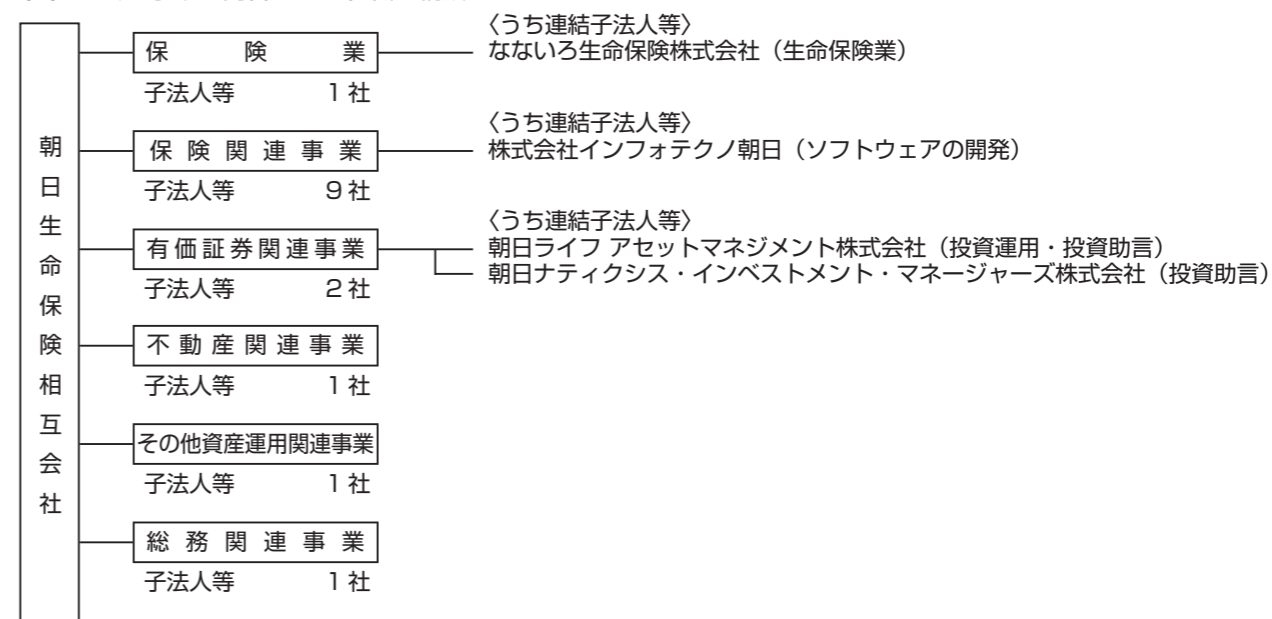 朝日生命保険相互会社
〈うち連結子法人等〉
保険業
なないろ生命保険株式会社（生命保険業）
子法人等 1社
〈うち連結子法人等〉
保険関連事業
株式会社インフォテクノ朝日（ソフトウェアの開発）
子法人等 9社
〈うち連結子法人等〉
有価証券関連事業
朝日ライフ アセットマネジメント株式会社（投資運用・投資助言）
朝日ナティクシス・インベストメント・マネージャーズ株式会社（投資助言）
子法人等 2社
不動産関連事業
子法人等 1社
その他資産運用関連事業
子法人等 1社
総務関連事業
子法人等 1社